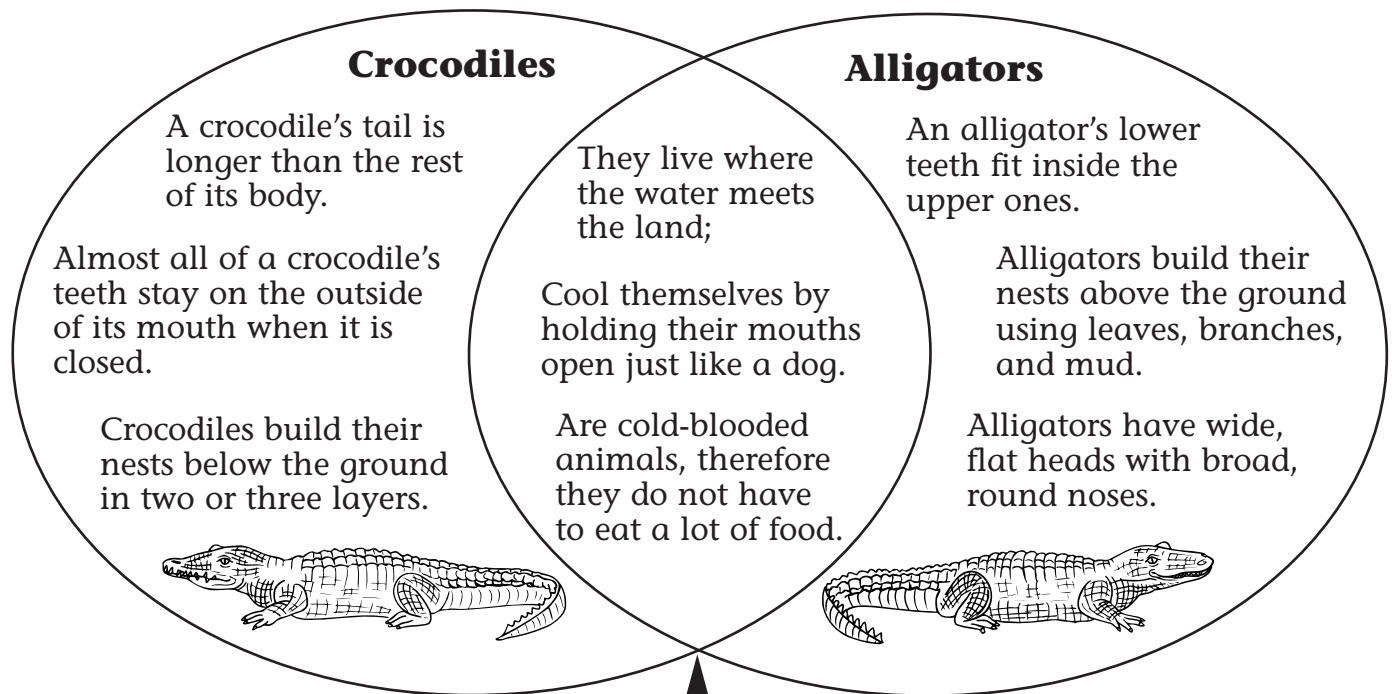 Crocodiles
A crocodile’s tail is
longer than the rest
of its body.
Almost all of a crocodile’s
teeth stay on the outside
of its mouth when it is
closed.
Crocodiles build their
nests below the ground
in two or three layers.
They live where
the water meets
the land;
Cool themselves by
holding their mouths
open just like a dog.
Are cold-blooded
animals, therefore
they do not have
to eat a lot of food.
Alligators
An alligator’s lower
teeth fit inside the
upper ones.
Alligators build their
nests above the ground
using leaves, branches,
and mud.
Alligators have wide,
flat heads with broad,
round noses.